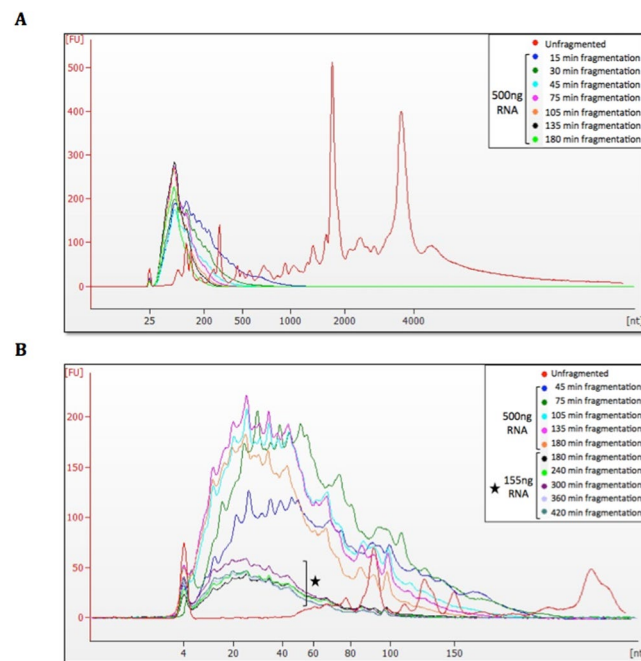 A
[FU]
500
400
300
200
100
0
25
200
500
1000
2000
4000
[nt]
Unfragmented
500ng
RNA
15 min fragmentation
30 min fragmentation
45 min fragmentation
75 min fragmentation
105 min fragmentation
135 min fragmentation
180 min fragmentation
B
[FU]
200
150
100
50
0
4
20
40
60
80
100
150
[nt
Unfragmented
500ng
RNA
45 min fragmentation
75 min fragmentation
105 min fragmentation
135 min fragmentation
180 min fragmentation
★ 155ng
RNA
180 min fragmentation
240 min fragmentation
300 min fragmentation
360 min fragmentation
420 min fragmentation
★